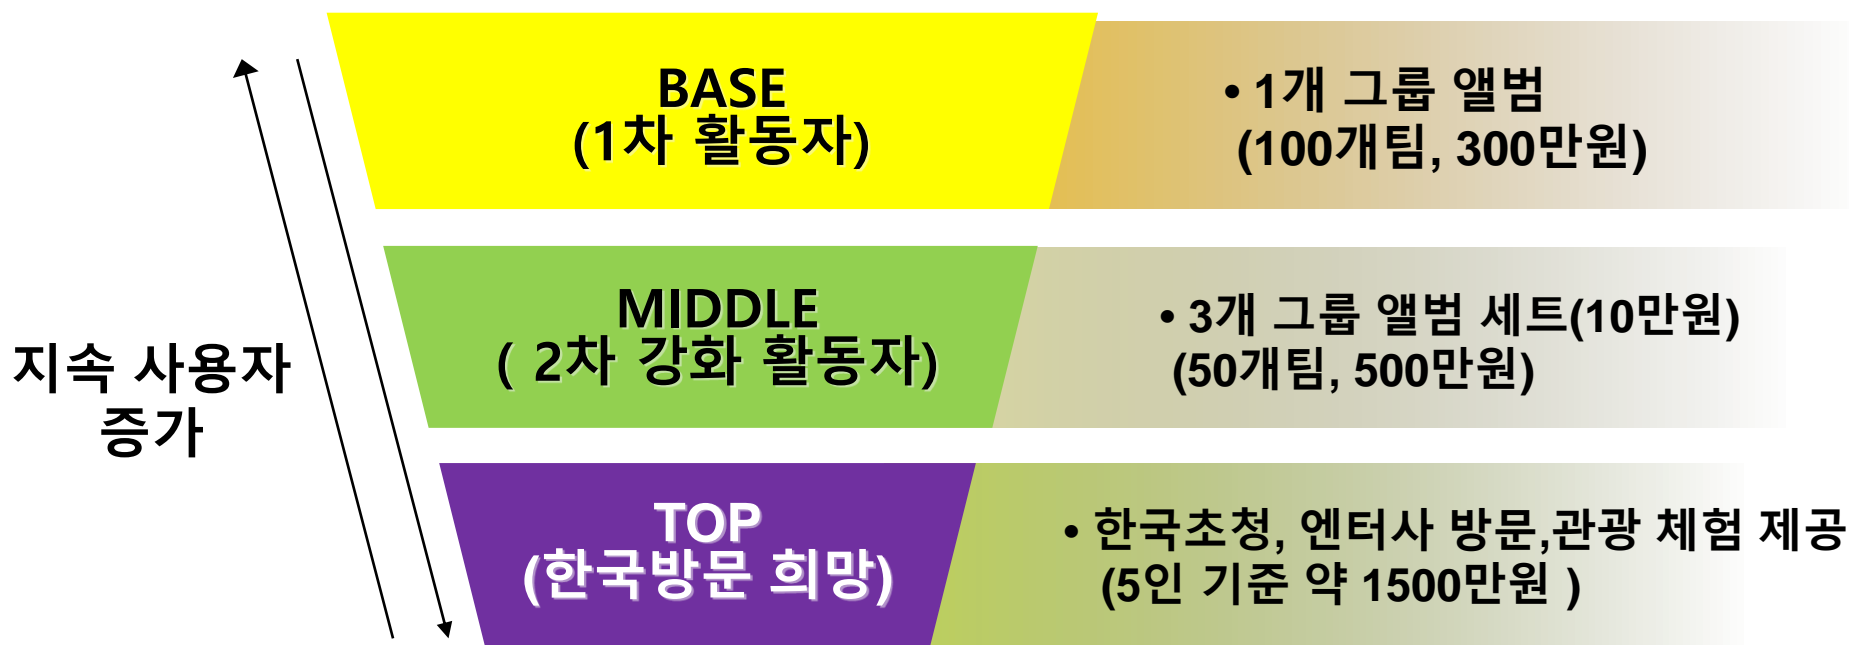 BASE
(1차 활동자)
• 1개 그룹 앨범
(100개팀, 300만원)
MIDDLE
( 2차 강화 활동자)
• 3개 그룹 앨범 세트(10만원)
(50개팀, 500만원)
지속 사용자
증가
TOP
(한국방문 희망)
• 한국초청, 엔터사 방문,관광 체험 제공
(5인 기준 약 1500만원 )